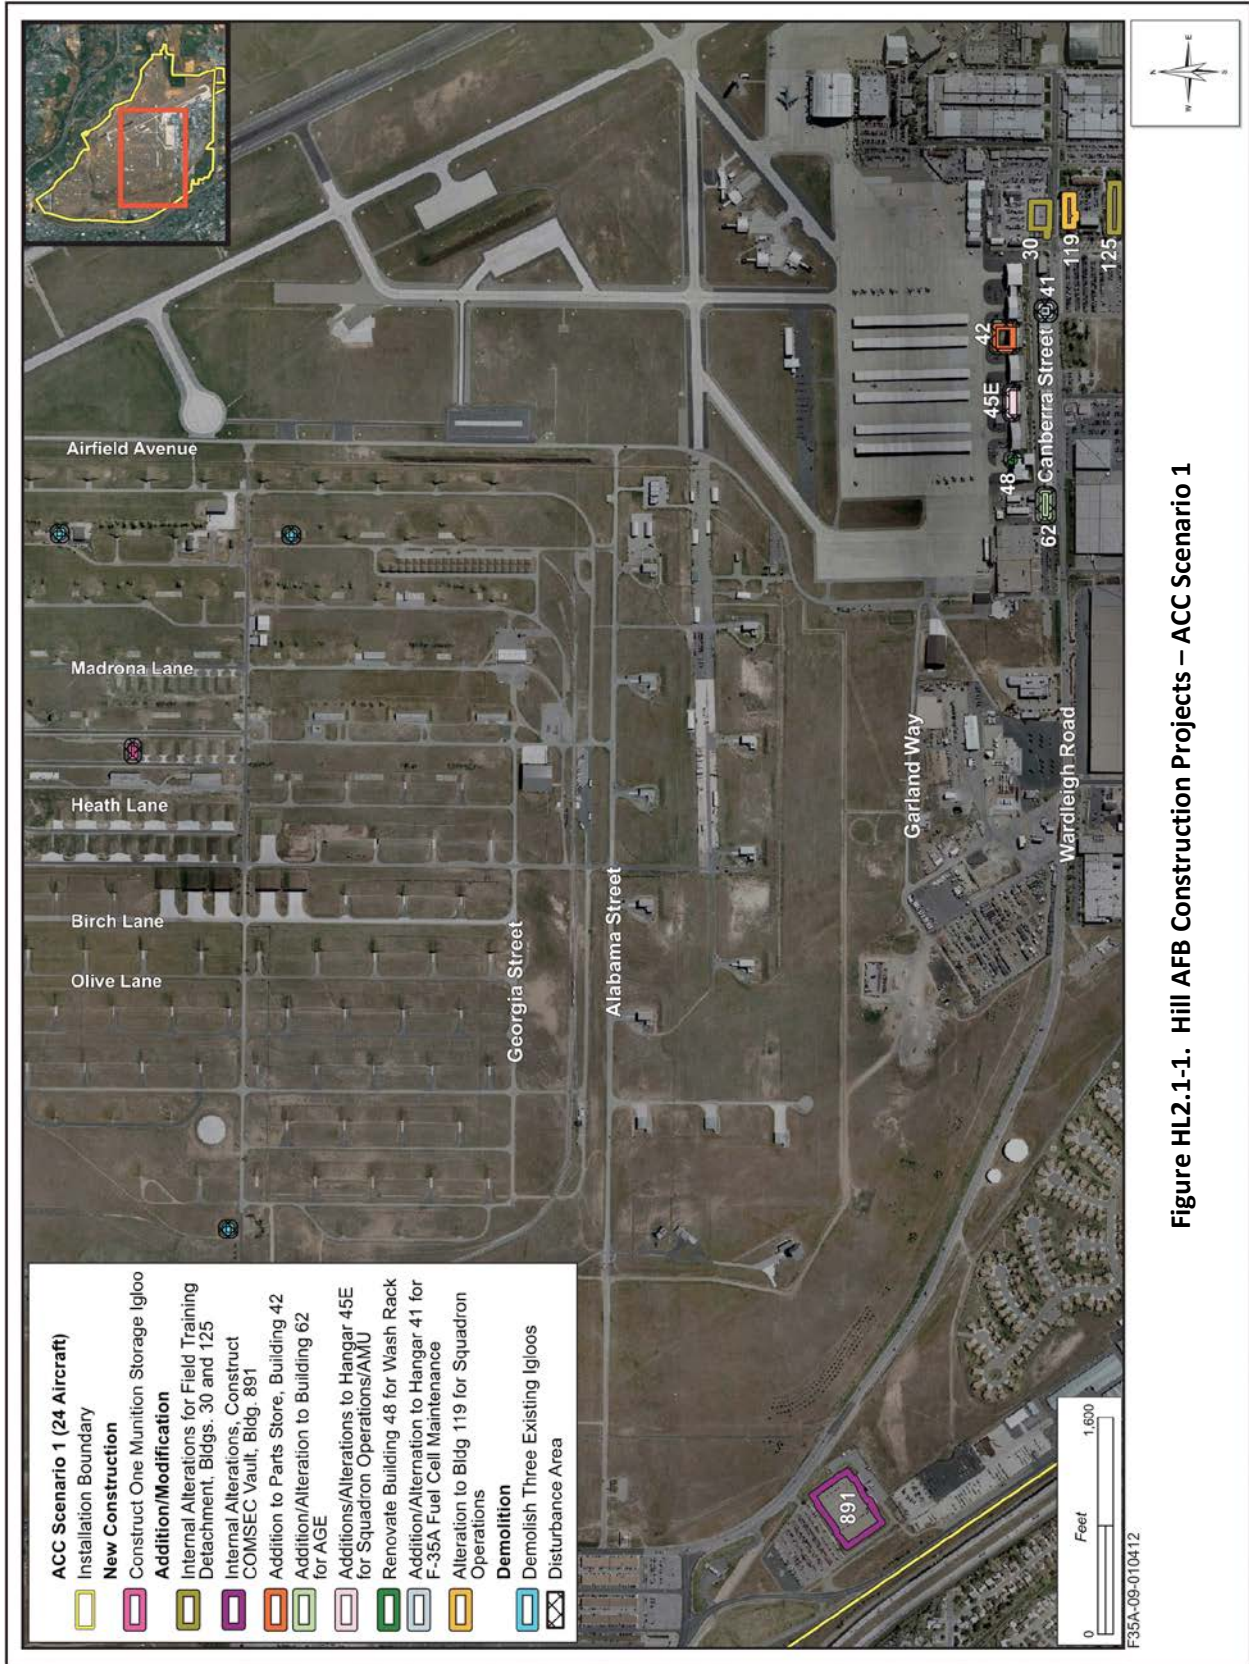 ACC Scenario 1 (24 Aircraft)
Installation Boundary
New Construction
Construct One Munition Storage Igloo
Addition/Modification
Internal Alterations for Field Training
Detachment, Bldgs. 30 and 125
Internal Alterations, Construct
COMSEC Vault, Bldg. 891
Addition to Parts Store, Building 42
Addition/Alteration to Building 62
for AGE
Additions/Alterations to Hangar 45E
for Squadron Operations/AMU
Renovate Building 48 for Wash Rack
Addition/Alternation to Hangar 41 for
F-35A Fuel Cell Maintenance
Alteration to Bldg 119 for Squadron
Operations
Demolition
Demolish Three Existing Igloos
Disturbance Area
Olive Lane
Birch Lane
Heath Lane
Madrona Lane
Airfield Avenue
Georgia Street
Alabama Street
Garland Way
Wardleigh Road
Canberra Street
891
62
48
45E
42
41
30
119
125
0
Feet
1,600
F35A-09-010412
N
E
S
W
Figure HL2.1-1. Hill AFB Construction Projects – ACC Scenario 1